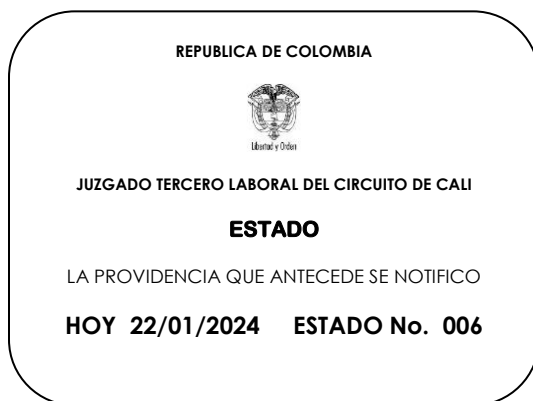 REPUBLICA DE COLOMBIA
Libertad y Orden
JUZGADO TERCERO LABORAL DEL CIRCUITO DE CALI
ESTADO
LA PROVIDENCIA QUE ANTECEDE SE NOTIFICO
HOY 22/01/2024 ESTADO No. 006